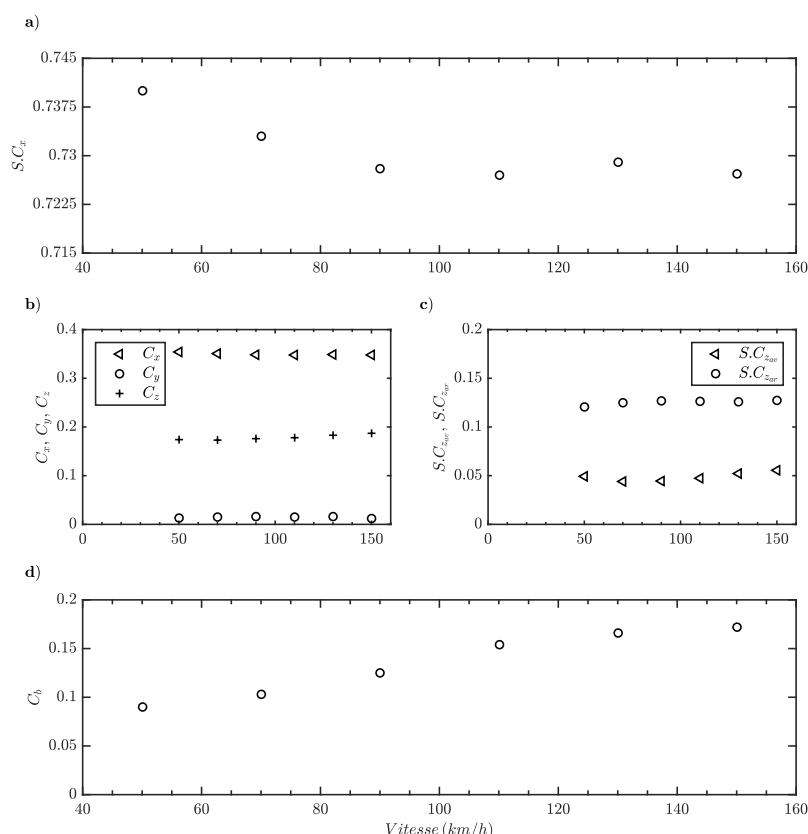 a)
0.745
0.7375
0.73
0.7225
0.715
S.C_x
40 60 80 100 120 140 160
b)
0.4
0.3
0.2
0.1
0
C_x, C_y, C_z
C_x
C_y
C_z
0 50 100 150
c)
0.2
0.15
0.1
0.05
0
S.C_{z_{av}}, S.C_{z_{ar}}
S.C_{z_{av}}
S.C_{z_{ar}}
0 50 100 150
d)
0.2
0.15
0.1
0.05
0
C_b
40 60 80 100 120 140 160
Vitesse (km/h)